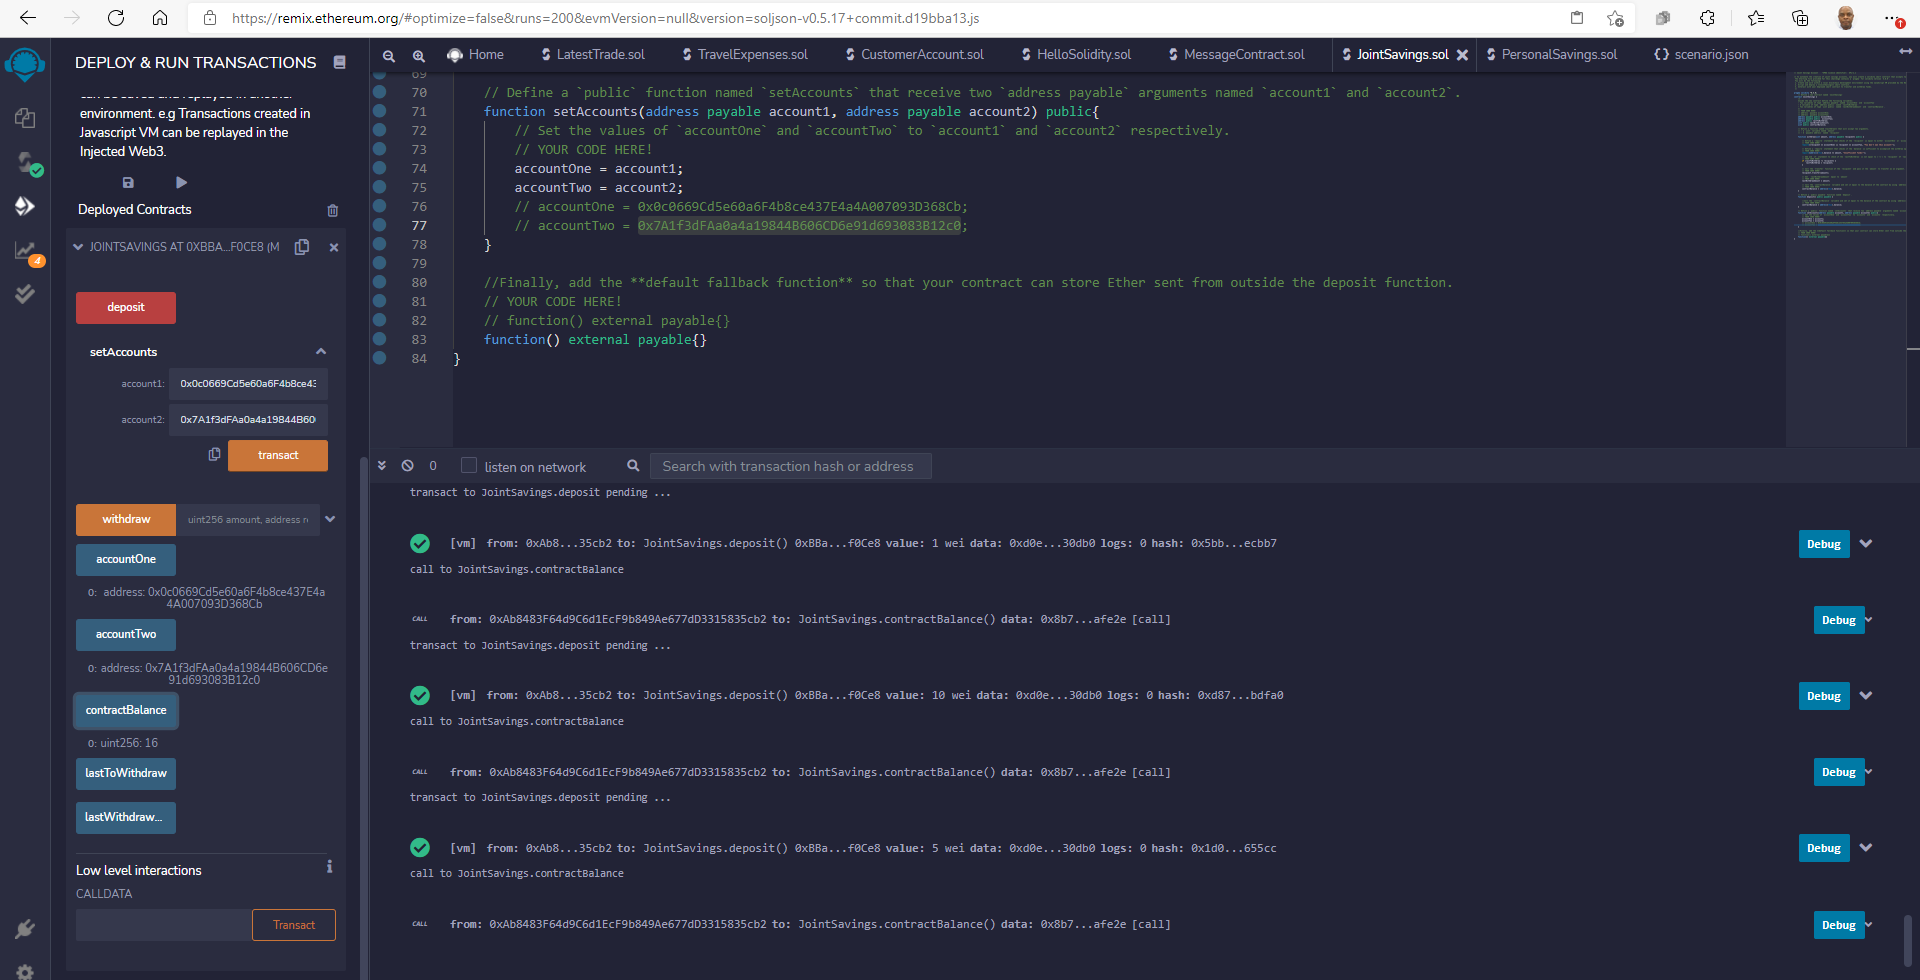 https://remix.ethereum.org/#optimize=false&runs=200&evmVersion=null&version=soljson-v0.5.17+commit.d19bba13.js
DEPLOY & RUN TRANSACTIONS
environment. e.g Transactions created in
Javascript VM can be replayed in the
Injected Web3.
Deployed Contracts
JOINTSAVINGS AT 0XBBA...F0CE8 (M
deposit
setAccounts
account1:
0x0c0669Cd5e60a6F4b8ce43
account2:
0x7A1f3dFAa0a4a19844B60
transact
withdraw
uint256 amount, address r
accountOne
0: address: 0x0c0669Cd5e60a6F4b8ce437E4a
4A007093D368Cb
accountTwo
0: address: 0x7A1f3dFAa0a4a19844B606CD6e
91d693083B12c0
contractBalance
0: uint256: 16
lastToWithdraw
lastWithdraw...
Low level interactions
i
CALLDATA
Transact
4
Home
LatestTrade.sol
TravelExpenses.sol
CustomerAccount.sol
HelloSolidity.sol
MessageContract.sol
JointSavings.sol
PersonalSavings.sol
scenario.json
69
70 // Define a `public` function named `setAccounts` that receive two `address payable` arguments named `account1` and `account2`.
71 function setAccounts(address payable account1, address payable account2) public{
72 // Set the values of `accountOne` and `accountTwo` to `account1` and `account2` respectively.
73 // YOUR CODE HERE!
74 accountOne = account1;
75 accountTwo = account2;
76 // accountOne = 0x0c0669Cd5e60a6F4b8ce437E4a4A007093D368Cb;
77 // accountTwo = 0x7A1f3dFAa0a4a19844B606CD6e91d693083B12c0;
78 }
79
80 //Finally, add the **default fallback function** so that your contract can store Ether sent from outside the deposit function.
81 // YOUR CODE HERE!
82 // function() external payable{}
83 function() external payable{}
84 }
0
listen on network
Search with transaction hash or address
transact to JointSavings.deposit pending ...
[vm] from: 0xAb8...35cb2 to: JointSavings.deposit() 0xBBa...f0Ce8 value: 1 wei data: 0xd0e...30db0 logs: 0 hash: 0x5bb...ecbb7
Debug
call to JointSavings.contractBalance
CALL from: 0xAb8483F64d9C6d1EcF9b849Ae677dD3315835cb2 to: JointSavings.contractBalance() data: 0x8b7...afe2e [call]
Debug
transact to JointSavings.deposit pending ...
[vm] from: 0xAb8...35cb2 to: JointSavings.deposit() 0xBBa...f0Ce8 value: 10 wei data: 0xd0e...30db0 logs: 0 hash: 0xd87...bdfa0
Debug
call to JointSavings.contractBalance
CALL from: 0xAb8483F64d9C6d1EcF9b849Ae677dD3315835cb2 to: JointSavings.contractBalance() data: 0x8b7...afe2e [call]
Debug
transact to JointSavings.deposit pending ...
[vm] from: 0xAb8...35cb2 to: JointSavings.deposit() 0xBBa...f0Ce8 value: 5 wei data: 0xd0e...30db0 logs: 0 hash: 0x1d0...655cc
Debug
call to JointSavings.contractBalance
CALL from: 0xAb8483F64d9C6d1EcF9b849Ae677dD3315835cb2 to: JointSavings.contractBalance() data: 0x8b7...afe2e [call]
Debug